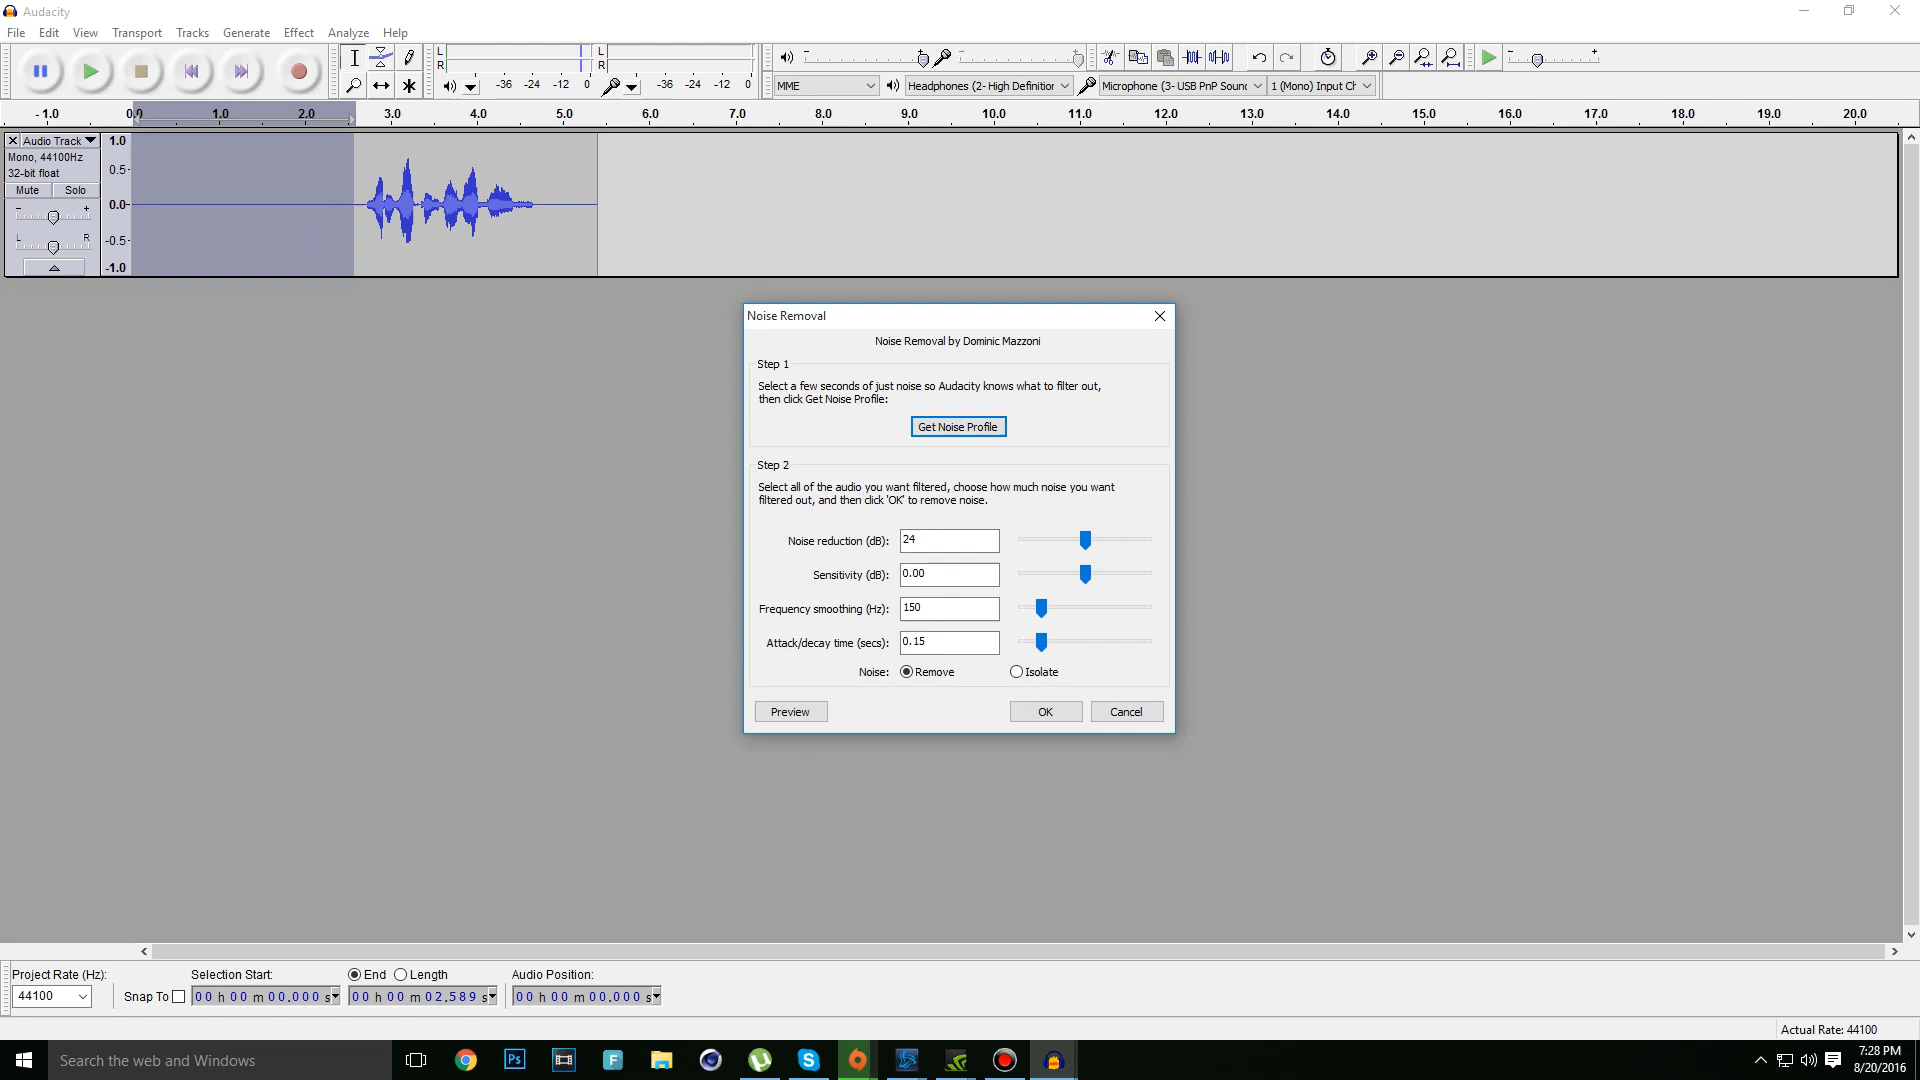 Audacity
File Edit View Transport Tracks Generate Effect Analyze Help
L
R
-36 -24 -12 0
L
R
-36 -24 -12 0
MME
Headphones (2- High Definitior
Microphone (3- USB PnP Sounc
1 (Mono) Input Ch
- 1.0 0.0 1.0 2.0 3.0 4.0 5.0 6.0 7.0 8.0 9.0 10.0 11.0 12.0 13.0 14.0 15.0 16.0 17.0 18.0 19.0 20.0
Audio Track
Mono, 44100Hz
32-bit float
Mute Solo
- +
L R
1.0
0.5-
0.0-
-0.5-
-1.0
Noise Removal
Noise Removal by Dominic Mazzoni
Step 1
Select a few seconds of just noise so Audacity knows what to filter out,
then click Get Noise Profile:
Get Noise Profile
Step 2
Select all of the audio you want filtered, choose how much noise you want
filtered out, and then click 'OK' to remove noise.
Noise reduction (dB): 24
Sensitivity (dB): 0.00
Frequency smoothing (Hz): 150
Attack/decay time (secs): 0.15
Noise: Remove Isolate
Preview OK Cancel
Project Rate (Hz): Selection Start: End Length Audio Position:
44100 Snap To 00 h 00 m 00.000 s 00 h 00 m 02.589 s 00 h 00 m 00.000 s
Actual Rate: 44100
Search the web and Windows
Ps
F
S
7:28 PM
8/20/2016